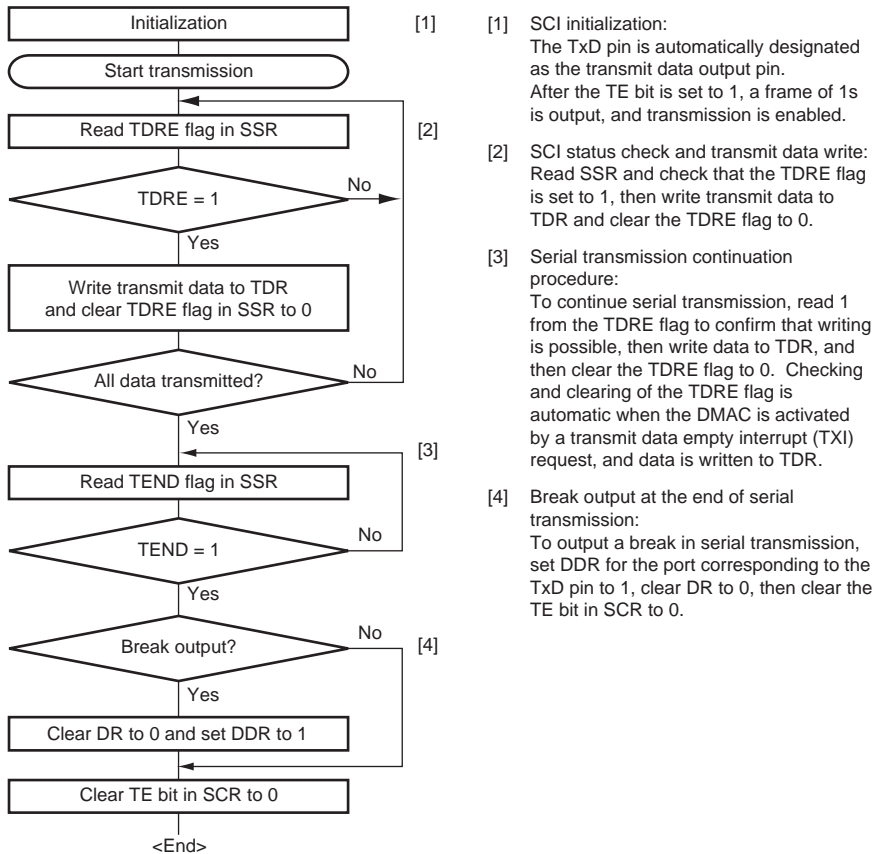 Initialization
[1]
Start transmission
Read TDRE flag in SSR
[2]
TDRE = 1
No
Yes
Write transmit data to TDR
and clear TDRE flag in SSR to 0
All data transmitted?
No
Yes
[3]
Read TEND flag in SSR
TEND = 1
No
Yes
Break output?
No
[4]
Yes
Clear DR to 0 and set DDR to 1
Clear TE bit in SCR to 0
<End>
[1] SCI initialization:
The TxD pin is automatically designated
as the transmit data output pin.
After the TE bit is set to 1, a frame of 1s
is output, and transmission is enabled.
[2] SCI status check and transmit data write:
Read SSR and check that the TDRE flag
is set to 1, then write transmit data to
TDR and clear the TDRE flag to 0.
[3] Serial transmission continuation
procedure:
To continue serial transmission, read 1
from the TDRE flag to confirm that writing
is possible, then write data to TDR, and
then clear the TDRE flag to 0. Checking
and clearing of the TDRE flag is
automatic when the DMAC is activated
by a transmit data empty interrupt (TXI)
request, and data is written to TDR.
[4] Break output at the end of serial
transmission:
To output a break in serial transmission,
set DDR for the port corresponding to the
TxD pin to 1, clear DR to 0, then clear the
TE bit in SCR to 0.